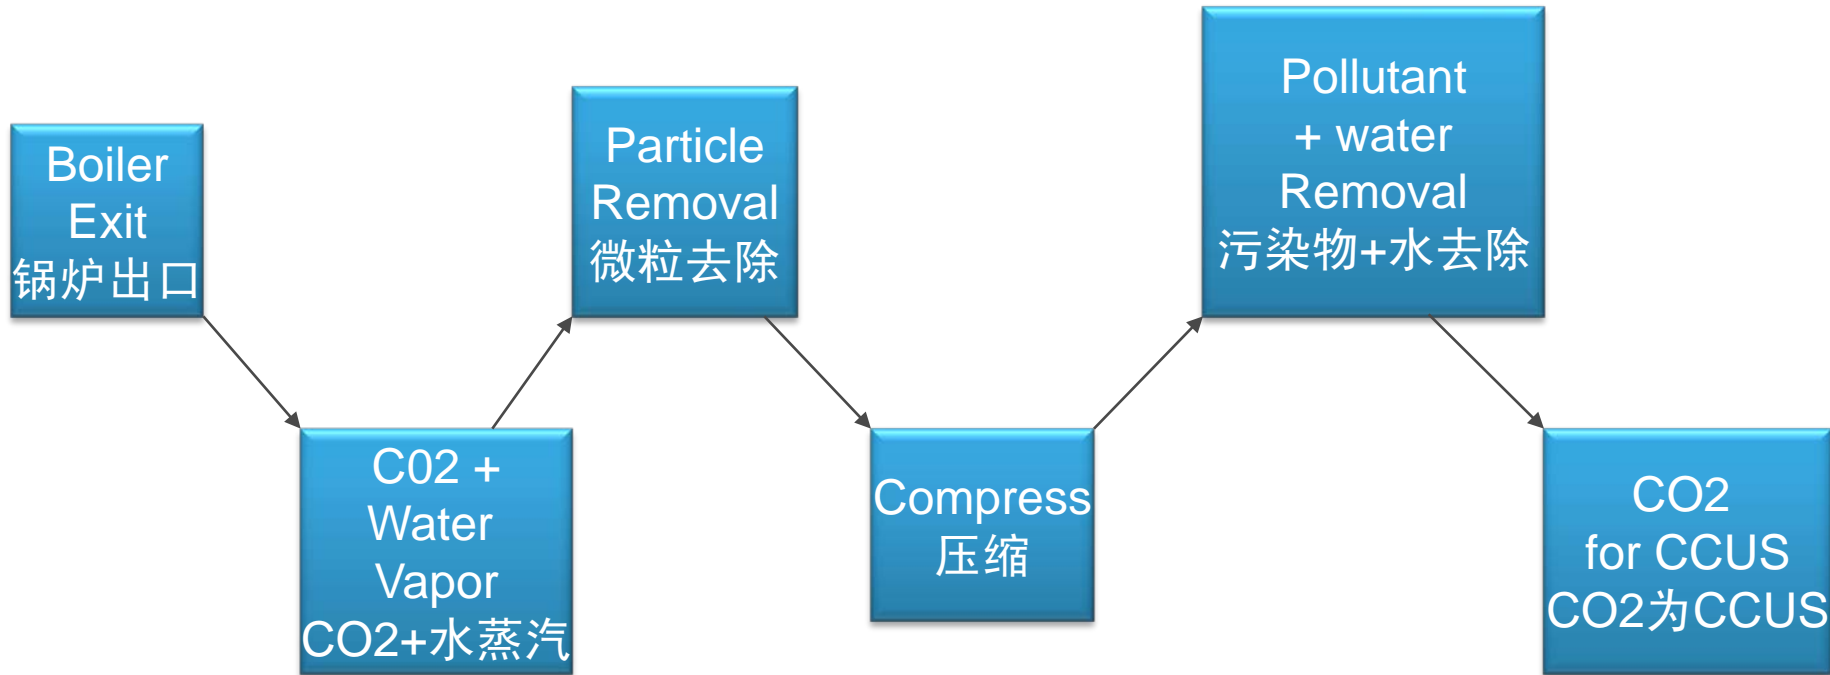 Boiler
Exit
锅炉出口
C02 +
Water
Vapor
CO2+水蒸汽
Particle
Removal
微粒去除
Compress
压缩
Pollutant
+ water
Removal
污染物+水去除
CO2
for CCUS
CO2为CCUS